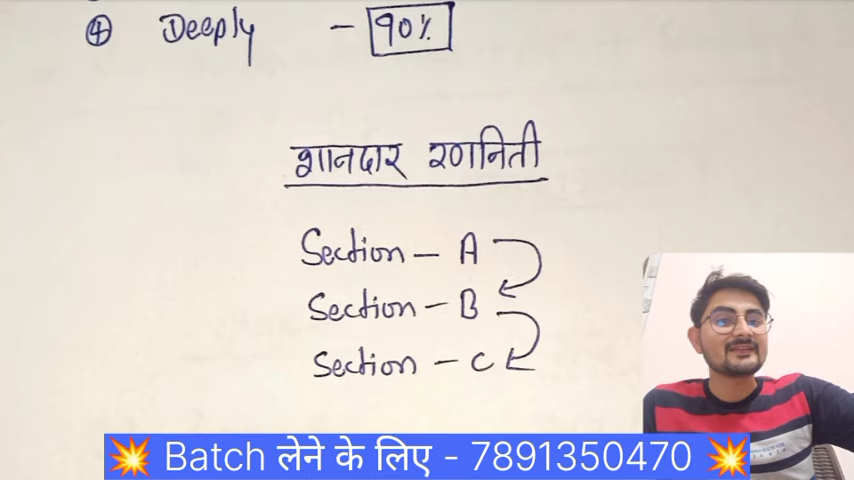 ④ Deeply - 90%
शानदार रणनिती
Section - A
Section - B
Section - C
💥 Batch लेने के लिए - 7891350470 💥